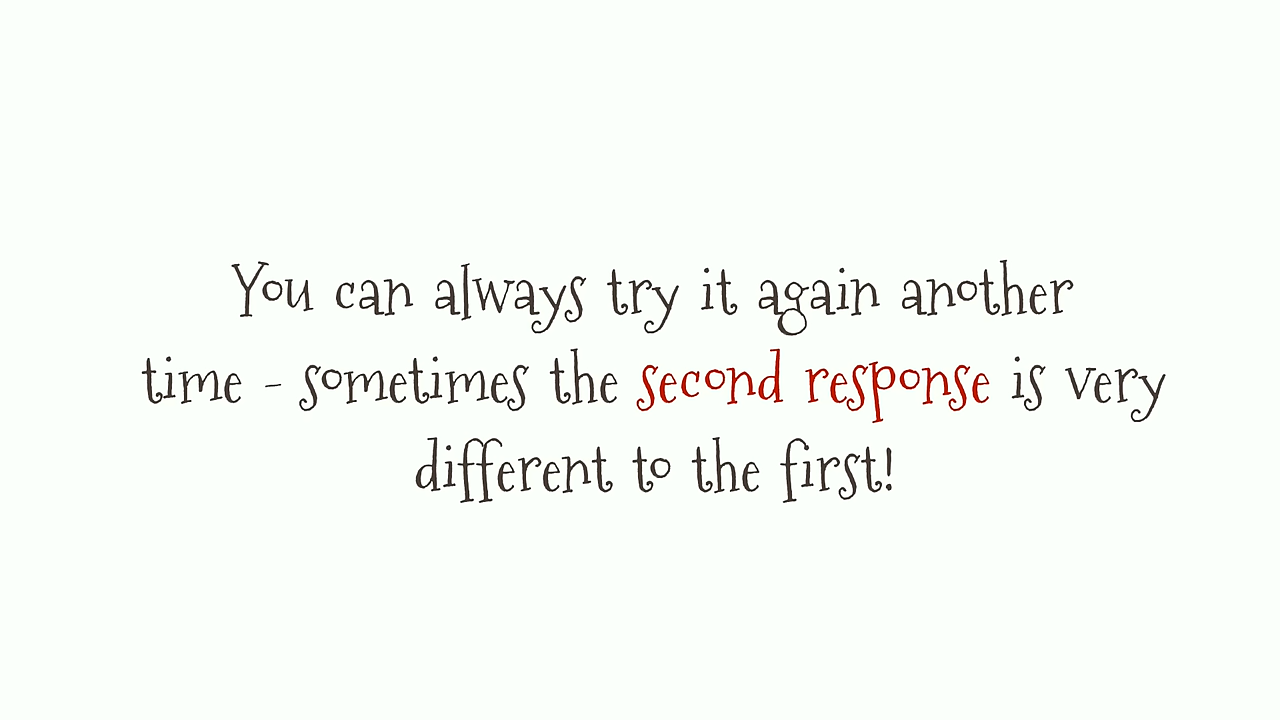 You can always try it again another
time - sometimes the second response is very
different to the first!